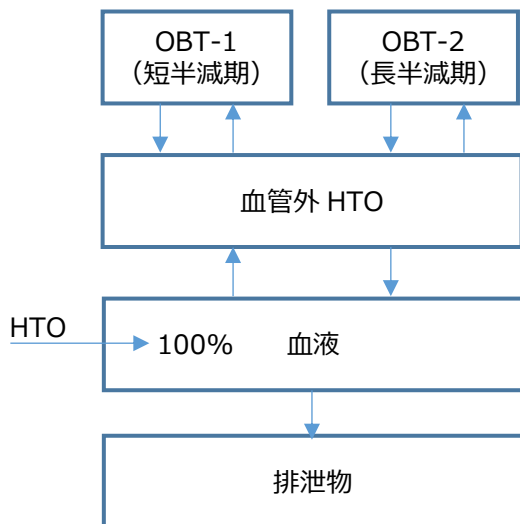 OBT-1
（短半減期）
OBT-2
（長半減期）
血管外 HTO
HTO
100%
血液
排泄物